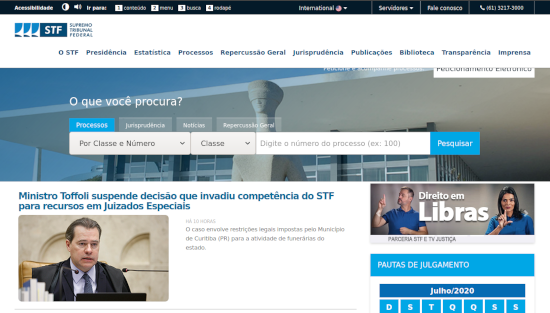 Acessibilidade Ir para: 1 conteúdo 2 menu 3 busca 4 rodapé International Servidores Fale conosco (61) 3217-3000
STF SUPREMO TRIBUNAL FEDERAL
O STF Presidência Estatística Processos Repercussão Geral Jurisprudência Publicações Biblioteca Transparência Imprensa
Peticionamento Eletrônico
O que você procura?
Processos Jurisprudência Notícias Repercussão Geral
Por Classe e Número Classe Digite o número do processo (ex: 100) Pesquisar
Ministro Toffoli suspende decisão que invadiu competência do STF
para recursos em Juizados Especiais
HÁ 10 HORAS
O caso envolve restrições legais impostas pelo Município
de Curitiba (PR) para a atividade de funerárias do
estado.
Direito em
Libras
PARCERIA STF E TV JUSTIÇA
PAUTAS DE JULGAMENTO
Julho/2020
D S T Q Q S S